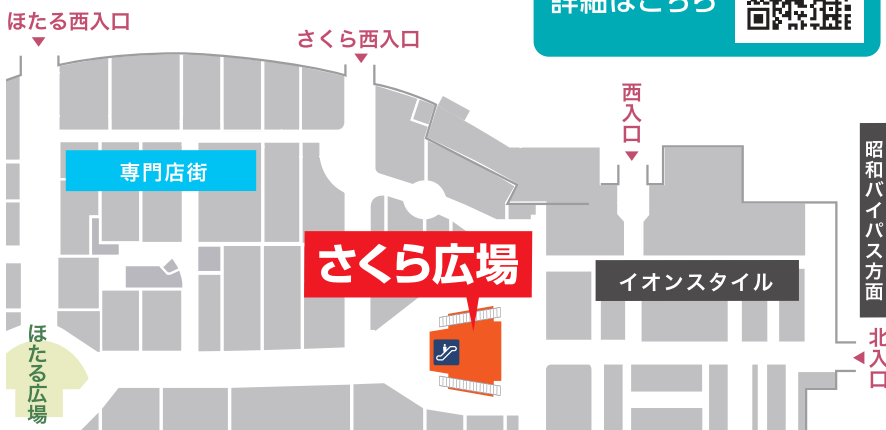 詳細はこちら
ほたる西入口
さくら西入口
西入口
昭和バイパス方面
専門店街
さくら広場
イオンスタイル
ほたる広場
北入口